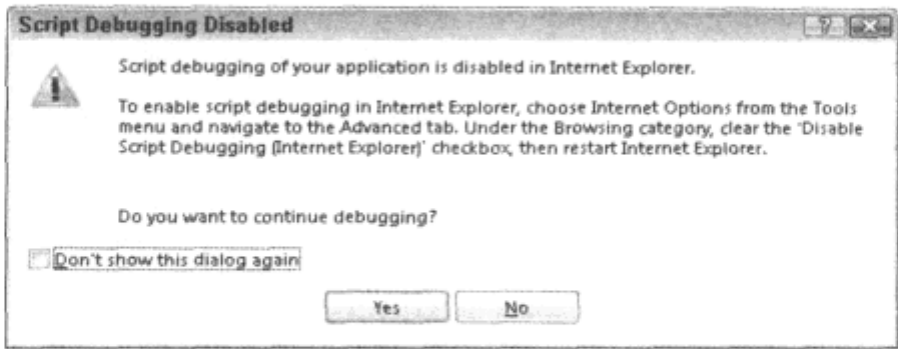 Script Debugging Disabled
Script debugging of your application is disabled in Internet Explorer.
To enable script debugging in Internet Explorer, choose Internet Options from the Tools
menu and navigate to the Advanced tab. Under the Browsing category, clear the 'Disable
Script Debugging (Internet Explorer)' checkbox, then restart Internet Explorer.
Do you want to continue debugging?
Don't show this dialog again
Yes No